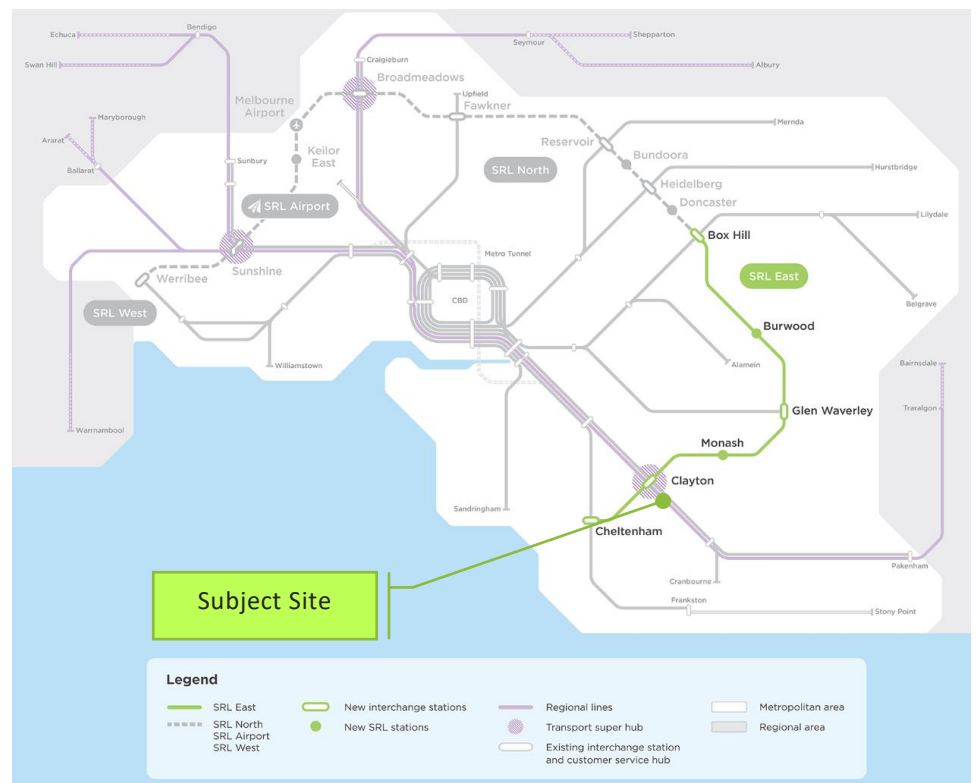 Echuca
Bendigo
Swan Hill
Seymour
Shepparton
Albury
Craigieburn
Broadmeadows
Upfield
Fawkner
Melbourne
Airport
Maryborough
Ararat
Ballarat
Keilor
East
Sunbury
SRL Airport
SRL North
Reservoir
Mernda
Bundoora
Heidelberg
Hurstbridge
Doncaster
Lilydale
Box Hill
Sunshine
Metro Tunnel
CBD
Werribee
SRL West
SRL East
Belgrave
Burwood
Williamstown
Alamein
Bairnsdale
Glen Waverley
Traralgon
Warrnambool
Monash
Clayton
Sandringham
Cheltenham
Pakenham
Cranbourne
Frankston
Stony Point
Subject Site
Legend
SRL East
SRL North
SRL Airport
SRL West
New interchange stations
New SRL stations
Regional lines
Transport super hub
Existing interchange station
and customer service hub
Metropolitan area
Regional area